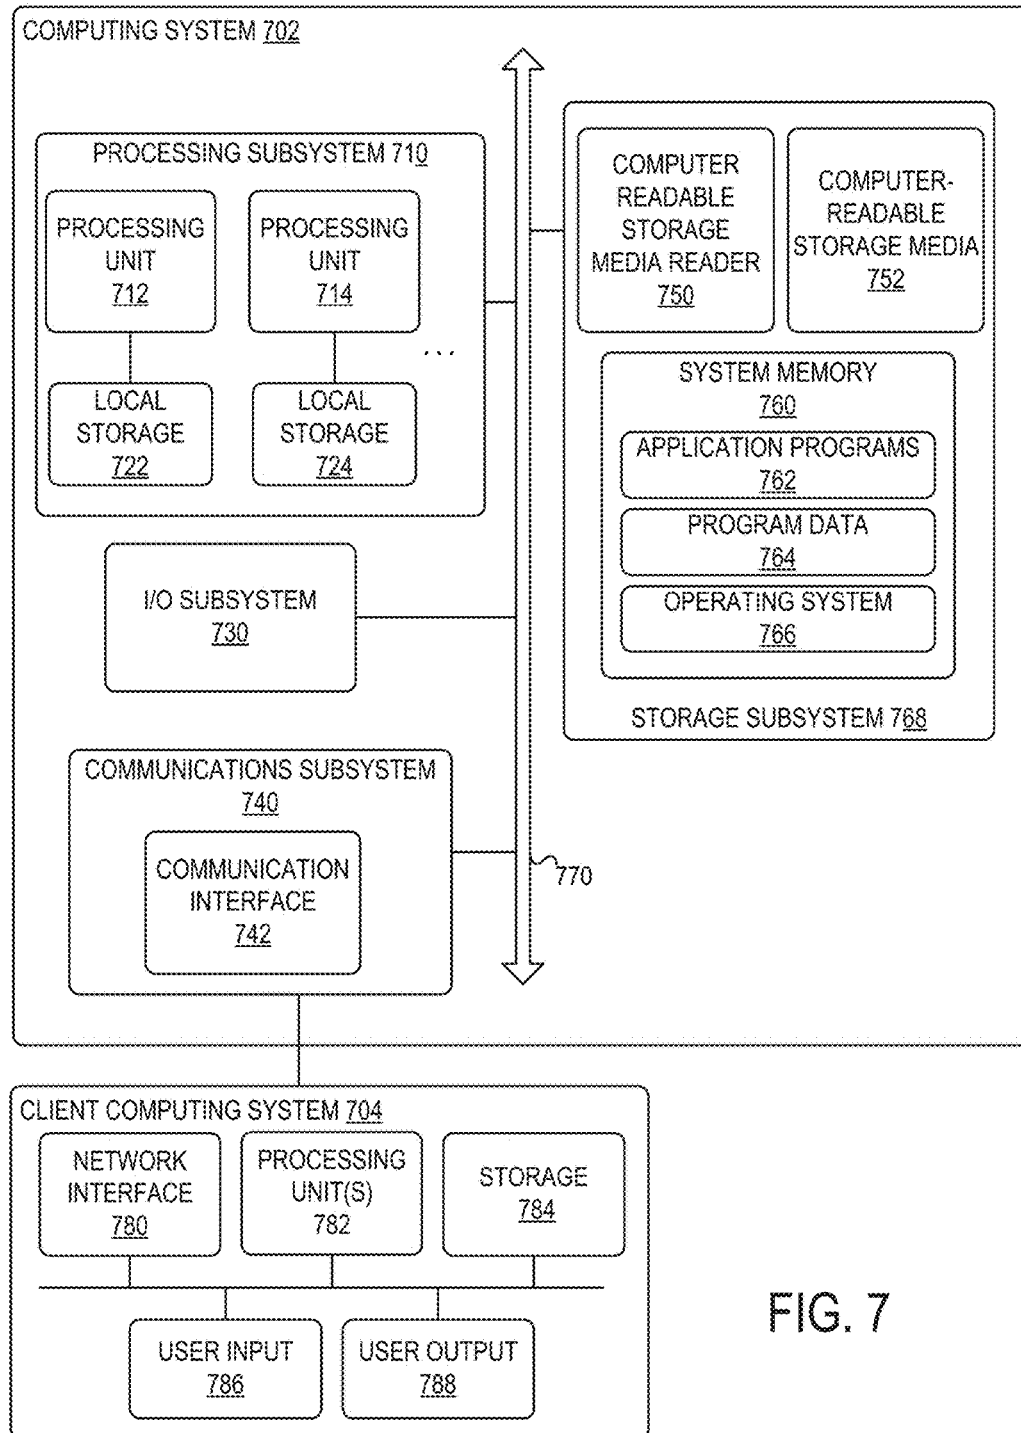 COMPUTING SYSTEM 702
PROCESSING SUBSYSTEM 710
PROCESSING
UNIT
712
PROCESSING
UNIT
714
...
LOCAL
STORAGE
722
LOCAL
STORAGE
724
COMPUTER
READABLE
STORAGE
MEDIA READER
750
COMPUTER-
READABLE
STORAGE MEDIA
752
SYSTEM MEMORY
760
APPLICATION PROGRAMS
762
PROGRAM DATA
764
OPERATING SYSTEM
766
STORAGE SUBSYSTEM 768
I/O SUBSYSTEM
730
COMMUNICATIONS SUBSYSTEM
740
COMMUNICATION
INTERFACE
742
770
CLIENT COMPUTING SYSTEM 704
NETWORK
INTERFACE
780
PROCESSING
UNIT(S)
782
STORAGE
784
USER INPUT
786
USER OUTPUT
788
FIG. 7